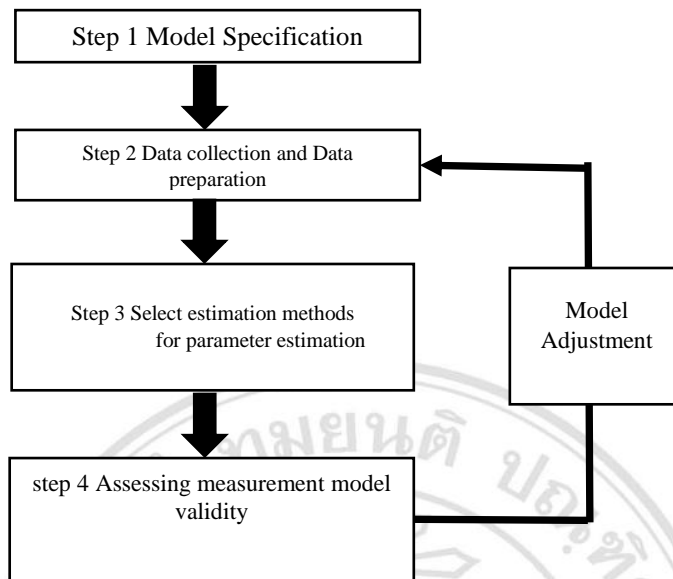 Step 1 Model Specification
Step 2 Data collection and Data
preparation
Step 3 Select estimation methods
for parameter estimation
Model
Adjustment
step 4 Assessing measurement model
validity